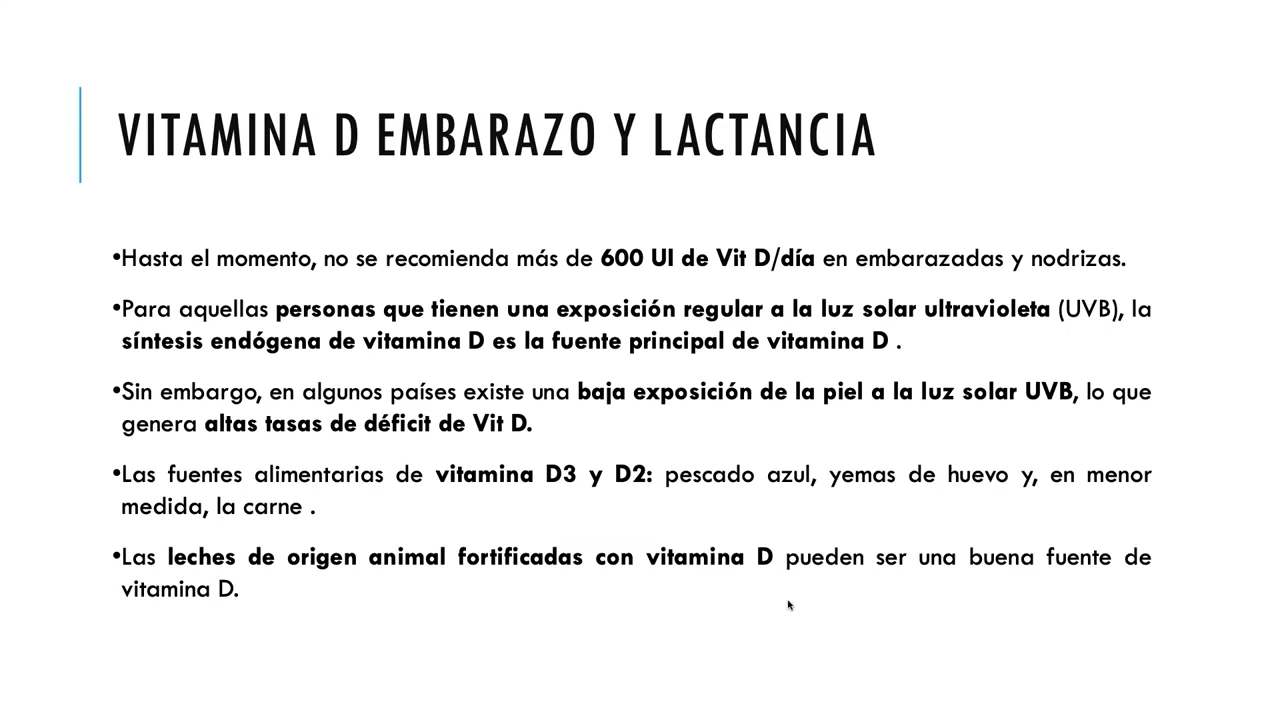 VITAMINA D EMBARAZO Y LACTANCIA
•Hasta el momento, no se recomienda más de 600 UI de Vit D/día en embarazadas y nodrizas.
•Para aquellas personas que tienen una exposición regular a la luz solar ultravioleta (UVB), la
síntesis endógena de vitamina D es la fuente principal de vitamina D .
•Sin embargo, en algunos países existe una baja exposición de la piel a la luz solar UVB, lo que
genera altas tasas de déficit de Vit D.
•Las fuentes alimentarias de vitamina D3 y D2: pescado azul, yemas de huevo y, en menor
medida, la carne .
•Las leches de origen animal fortificadas con vitamina D pueden ser una buena fuente de
vitamina D.